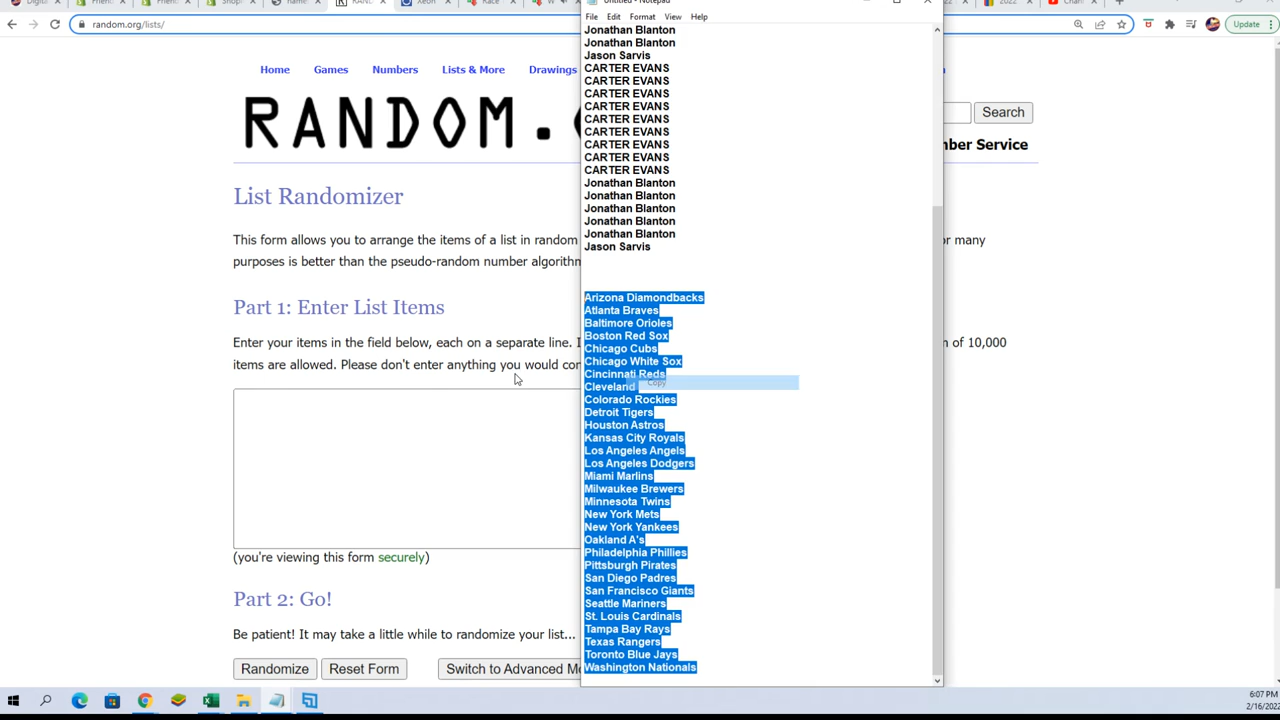 Untitled - Notepad
random.org/lists/
Update
File Edit Format View Help
Home Games Numbers Lists & More Drawings
RANDOM.
Search
ber Service
List Randomizer
This form allows you to arrange the items of a list in random
or many
purposes is better than the pseudo-random number algorithm
Part 1: Enter List Items
Enter your items in the field below, each on a separate line.
m of 10,000
items are allowed. Please don't enter anything you would
(you're viewing this form securely)
Part 2: Go!
Be patient! It may take a little while to randomize your list...
Randomize Reset Form Switch to Advanced
Jonathan Blanton
Jonathan Blanton
Jason Sarvis
CARTER EVANS
CARTER EVANS
CARTER EVANS
CARTER EVANS
CARTER EVANS
CARTER EVANS
CARTER EVANS
CARTER EVANS
CARTER EVANS
Jonathan Blanton
Jonathan Blanton
Jonathan Blanton
Jonathan Blanton
Jonathan Blanton
Jason Sarvis
Arizona Diamondbacks
Atlanta Braves
Baltimore Orioles
Boston Red Sox
Chicago Cubs
Chicago White Sox
Cincinnati Reds
Cleveland
Copy
Colorado Rockies
Detroit Tigers
Houston Astros
Kansas City Royals
Los Angeles Angels
Los Angeles Dodgers
Miami Marlins
Milwaukee Brewers
Minnesota Twins
New York Mets
New York Yankees
Oakland A's
Philadelphia Phillies
Pittsburgh Pirates
San Diego Padres
San Francisco Giants
Seattle Mariners
St. Louis Cardinals
Tampa Bay Rays
Texas Rangers
Toronto Blue Jays
Washington Nationals
6:07 PM
2/16/2022